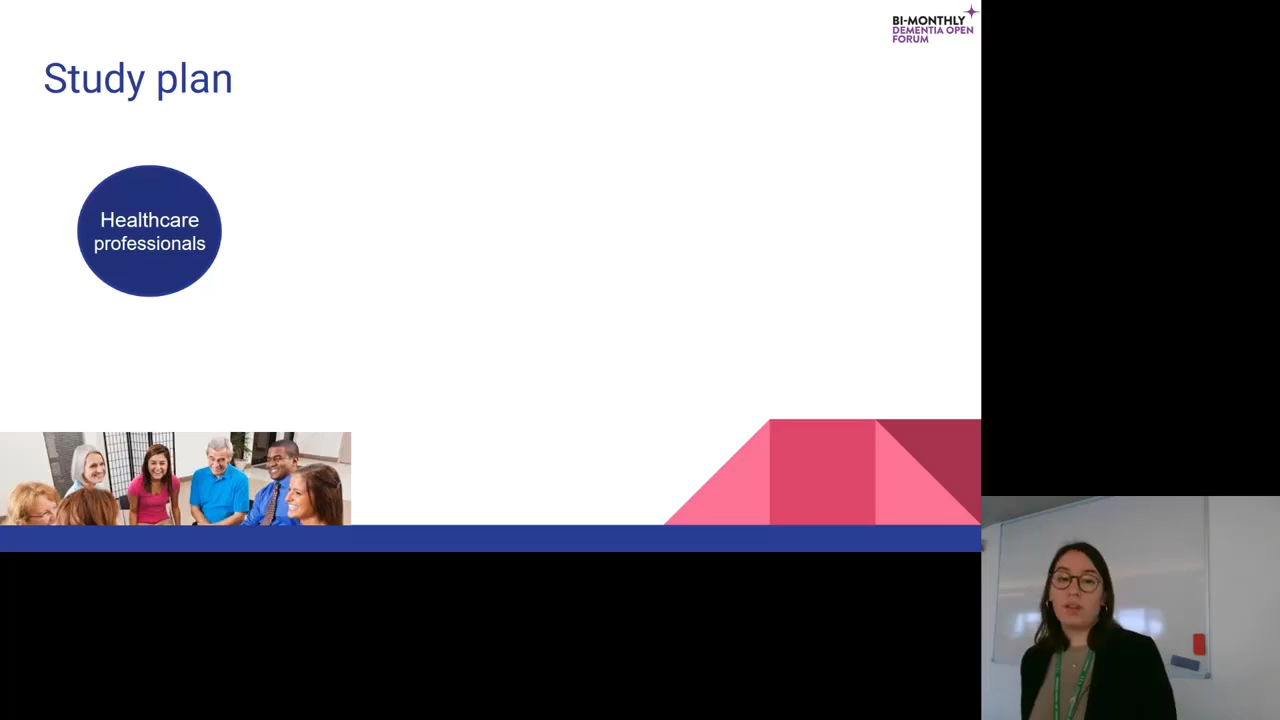 BI-MONTHLY
DEMENTIA OPEN
FORUM
Study plan
Healthcare
professionals